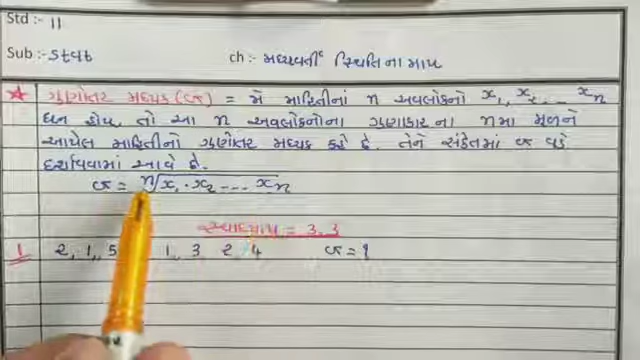 Std :- 11
Sub :- Stat ch :- મધ્યવર્તી સ્થિતિના માપ
★ ગુણોત્તર મધ્યક (G) = જો માહિતીનાં n અવલોકનો x₁, x₂ ... xn
ધન હોય, તો આ n અવલોકનોના ગુણાકાર ના nમા મૂળને
આપેલ માહિતીનો ગુણોતર મધ્યક કહે છે. તેને સંકેતમાં G વડે
દર્શાવવામાં આવે છે.
G = ⁿ√x₁ · x₂ --- xn
સ્વાધ્યાય = 3.3
1 2, 1, 5 1, 3, 2, 4 G = ?